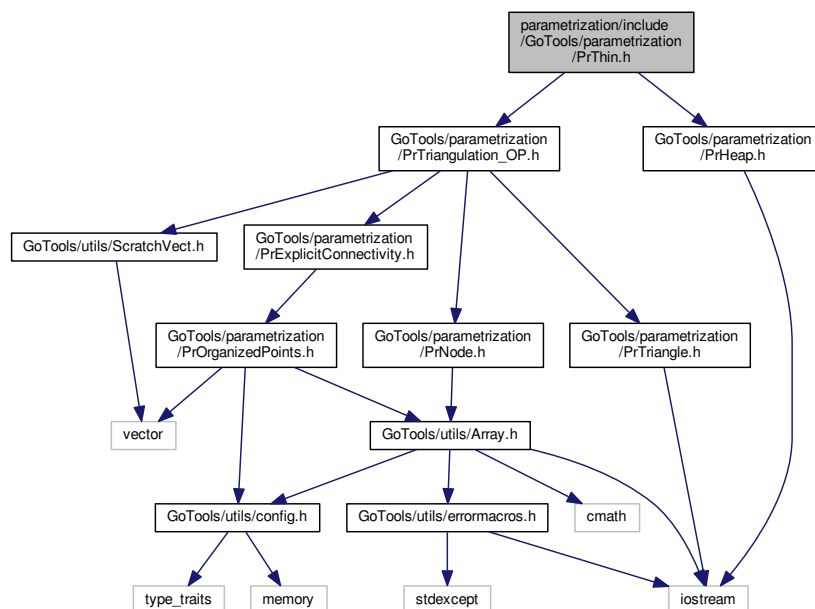 parametrization/include
/GoTools/parametrization
/PrThin.h
GoTools/parametrization
/PrTriangulation_OP.h
GoTools/parametrization
/PrHeap.h
GoTools/utils/ScratchVect.h
GoTools/parametrization
/PrExplicitConnectivity.h
GoTools/parametrization
/PrOrganizedPoints.h
GoTools/parametrization
/PrNode.h
GoTools/parametrization
/PrTriangle.h
vector
GoTools/utils/Array.h
GoTools/utils/config.h
GoTools/utils/errormacros.h
cmath
type_traits
memory
stdexcept
iostream